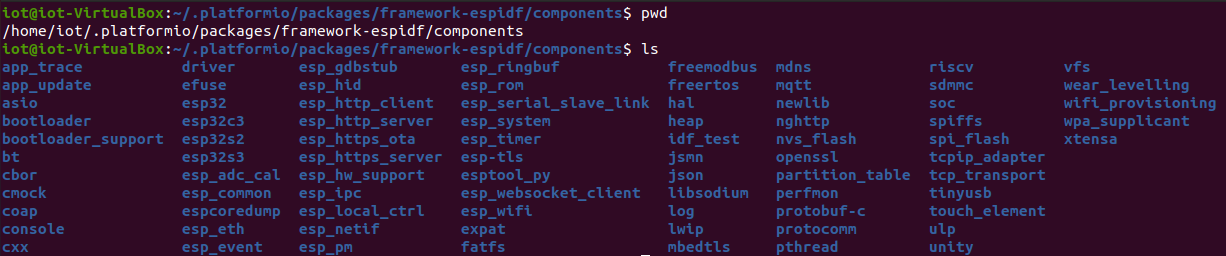 iot@iot-VirtualBox:~/.platformio/packages/framework-espidf/components$ pwd
/home/iot/.platformio/packages/framework-espidf/components
iot@iot-VirtualBox:~/.platformio/packages/framework-espidf/components$ ls
app_trace driver esp_gdbstub esp_ringbuf freemodbus mdns riscv vfs
app_update efuse esp_hid esp_rom freertos mqtt sdmmc wear_levelling
asio esp32 esp_http_client esp_serial_slave_link hal newlib soc wifi_provisioning
bootloader esp32c3 esp_http_server esp_system heap nghttp spiffs wpa_supplicant
bootloader_support esp32s2 esp_https_ota esp_timer idf_test nvs_flash spi_flash xtensa
bt esp32s3 esp_https_server esp-tls jsmn openssl tcpip_adapter
cbor esp_adc_cal esp_hw_support esptool_py json partition_table tcp_transport
cmock esp_common esp_ipc esp_websocket_client libsodium perfmon tinyusb
coap espcoredump esp_local_ctrl esp_wifi log protobuf-c touch_element
console esp_eth esp_netif expat lwip protocomm ulp
cxx esp_event esp_pm fatfs mbedtls pthread unity